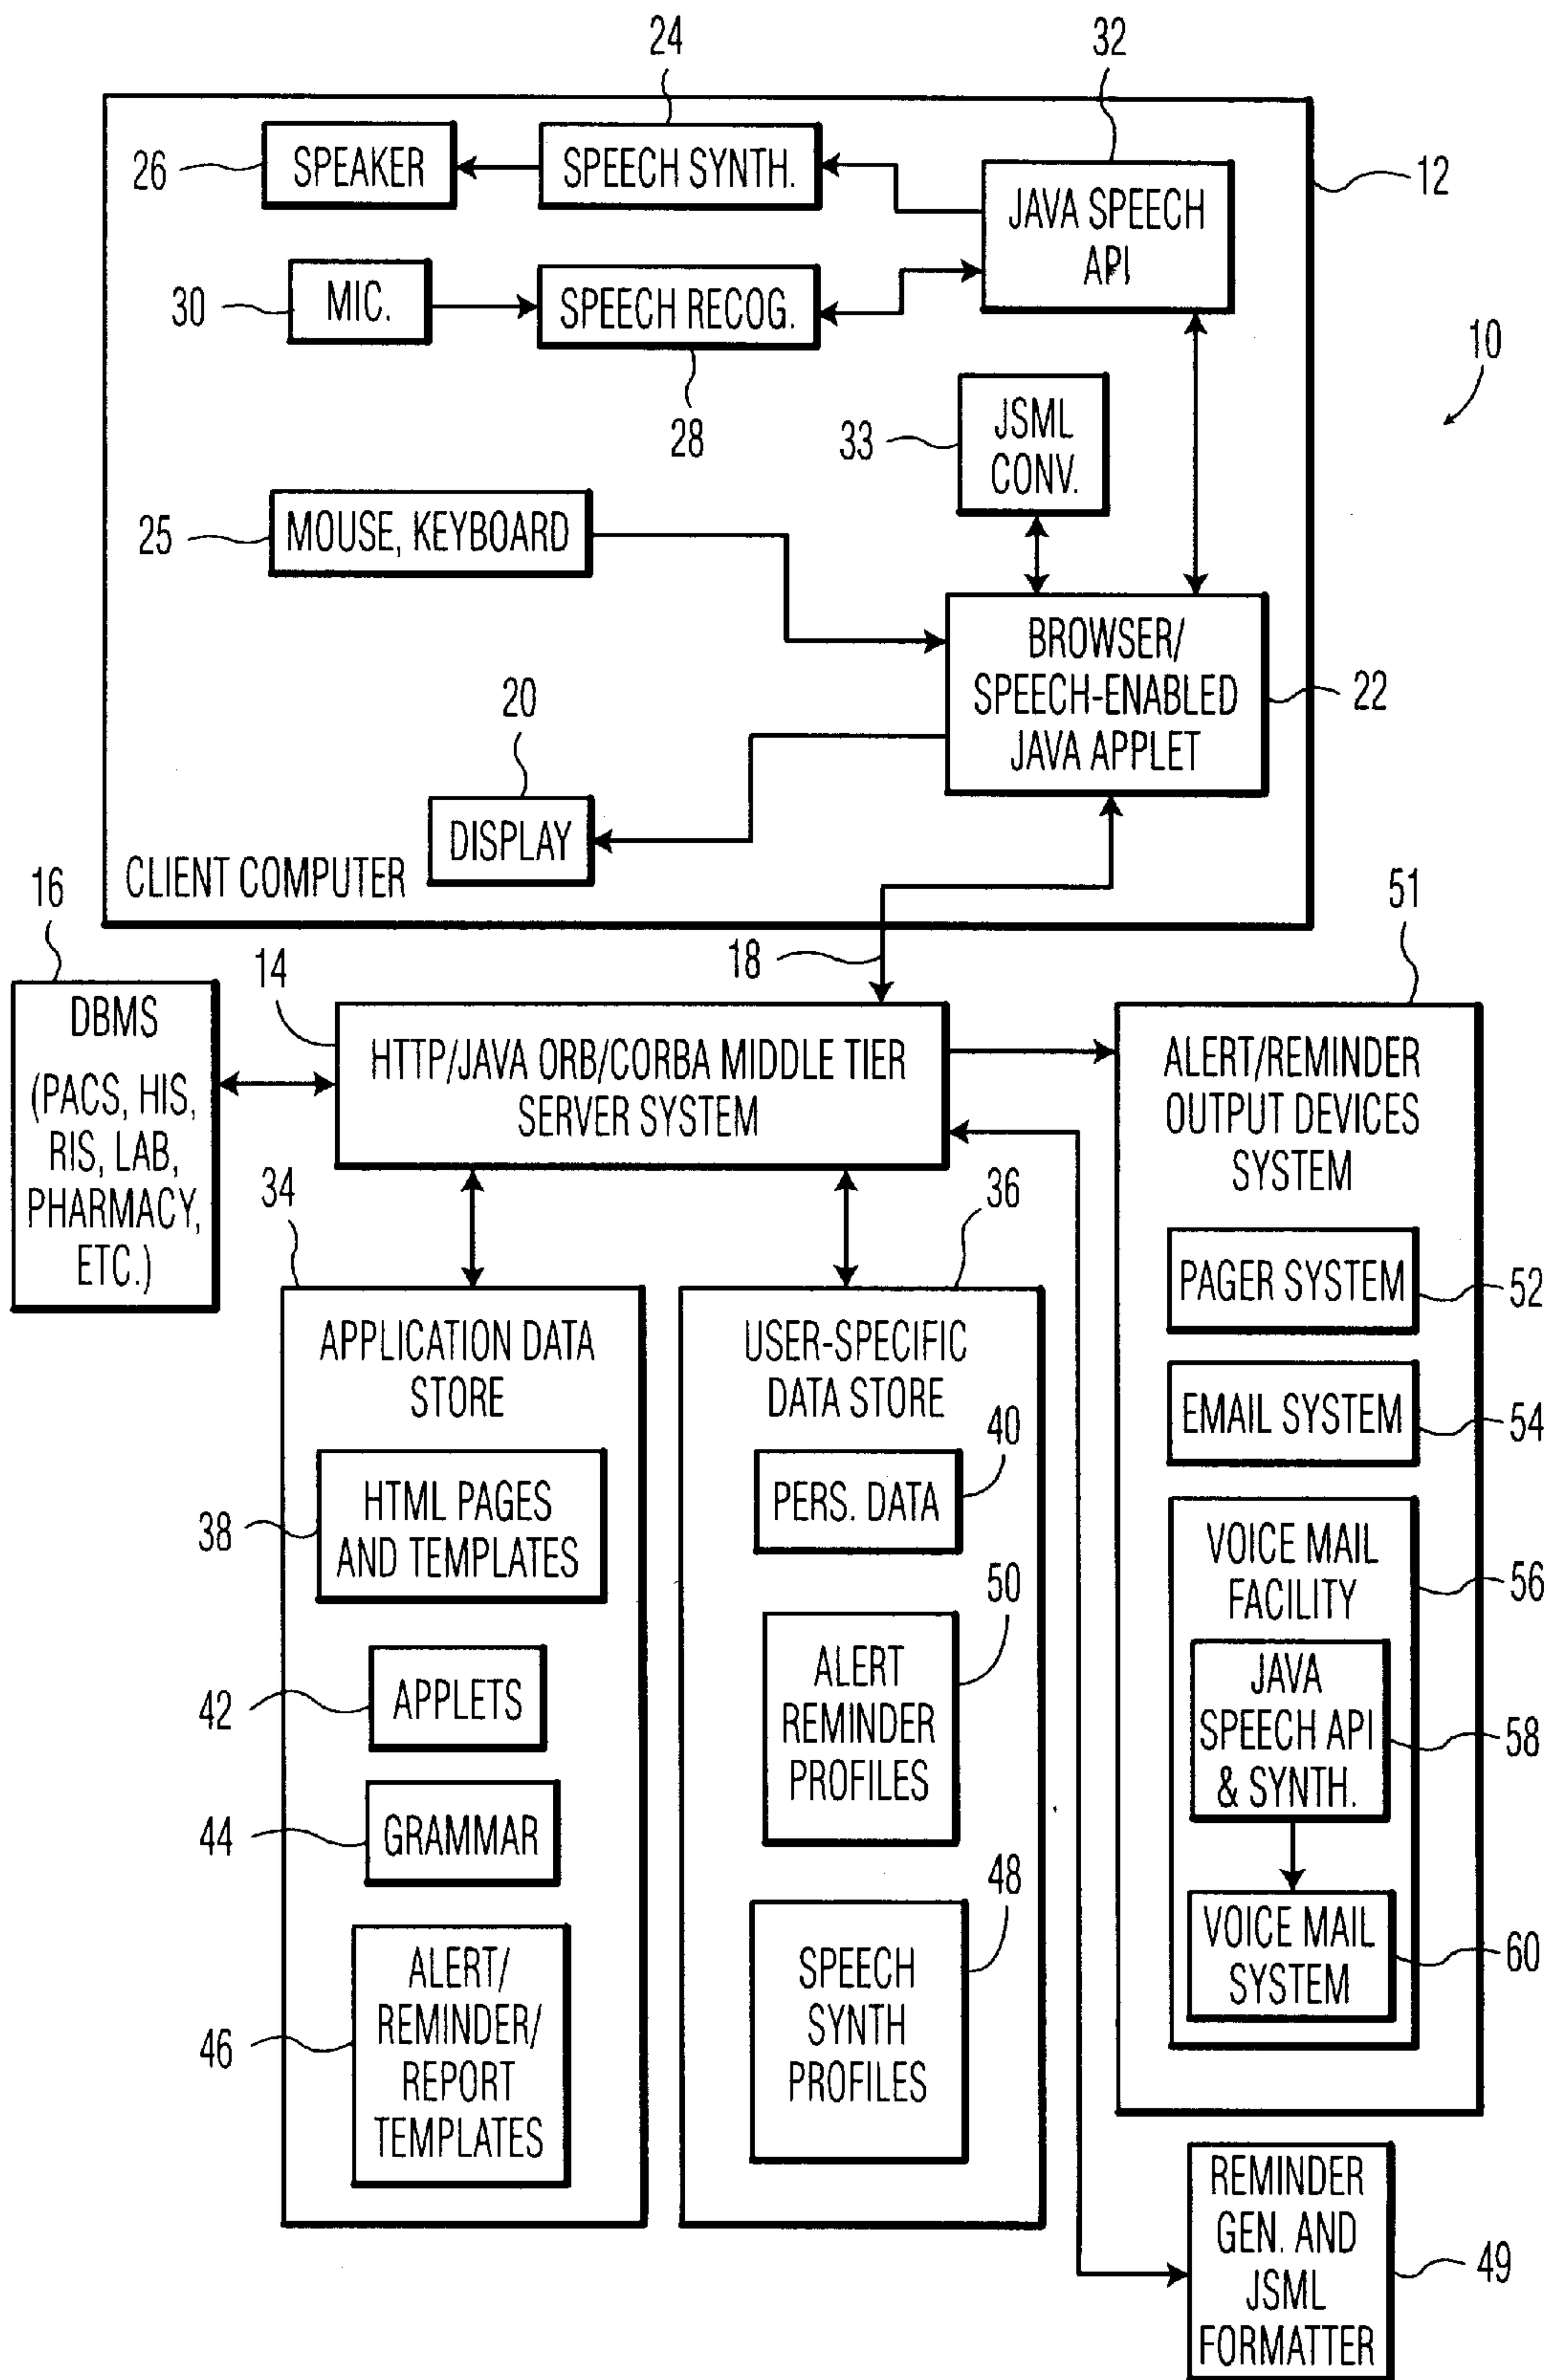 24
32
26
SPEAKER
SPEECH SYNTH.
JAVA SPEECH
API
12
30
MIC.
SPEECH RECOG.
28
10
33
JSML
CONV.
25
MOUSE, KEYBOARD
BROWSER/
SPEECH-ENABLED
JAVA APPLET
22
20
DISPLAY
CLIENT COMPUTER
16
DBMS
(PACS, HIS,
RIS, LAB,
PHARMACY,
ETC.)
14
18
HTTP/JAVA ORB/CORBA MIDDLE TIER
SERVER SYSTEM
51
ALERT/REMINDER
OUTPUT DEVICES
SYSTEM
PAGER SYSTEM
52
EMAIL SYSTEM
54
VOICE MAIL
FACILITY
56
JAVA
SPEECH API
& SYNTH.
58
VOICE MAIL
SYSTEM
60
34
APPLICATION DATA
STORE
38
HTML PAGES
AND TEMPLATES
42
APPLETS
44
GRAMMAR
46
ALERT/
REMINDER/
REPORT
TEMPLATES
36
USER-SPECIFIC
DATA STORE
40
PERS. DATA
50
ALERT
REMINDER
PROFILES
48
SPEECH
SYNTH
PROFILES
REMINDER
GEN. AND
JSML
FORMATTER
49